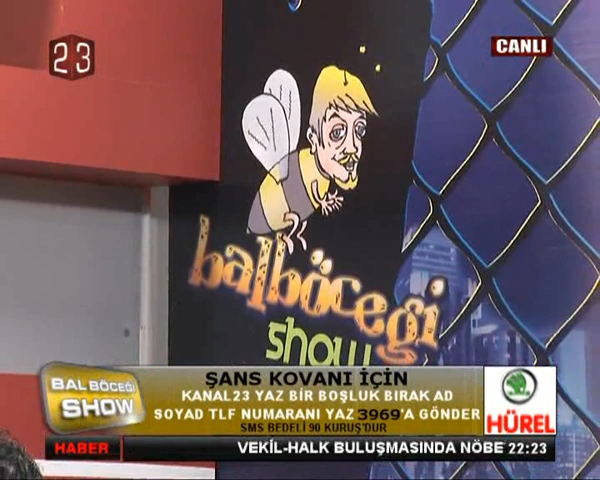 23
CANLI
balböcegi
show
BAL BÖCEĞİ
SHOW
ŞANS KOVANI İÇİN
KANAL23 YAZ BİR BOŞLUK BIRAK AD
SOYAD TLF NUMARANI YAZ 3969'A GÖNDER
SMS BEDELİ 90 KURUŞ'DUR
HÜREL
HABER
VEKİL-HALK BULUŞMASINDA NÖBE
22:23